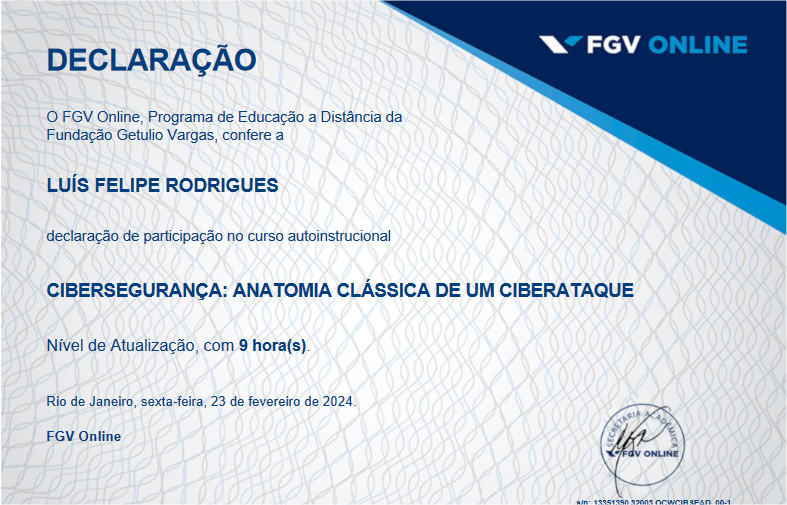 FGV ONLINE
DECLARAÇÃO
O FGV Online, Programa de Educação a Distância da
Fundação Getulio Vargas, confere a
LUÍS FELIPE RODRIGUES
declaração de participação no curso autoinstrucional
CIBERSEGURANÇA: ANATOMIA CLÁSSICA DE UM CIBERATAQUE
Nível de Atualização, com 9 hora(s).
Rio de Janeiro, sexta-feira, 23 de fevereiro de 2024.
FGV Online
SECRETARIA ACADÊMICA
FGV ONLINE